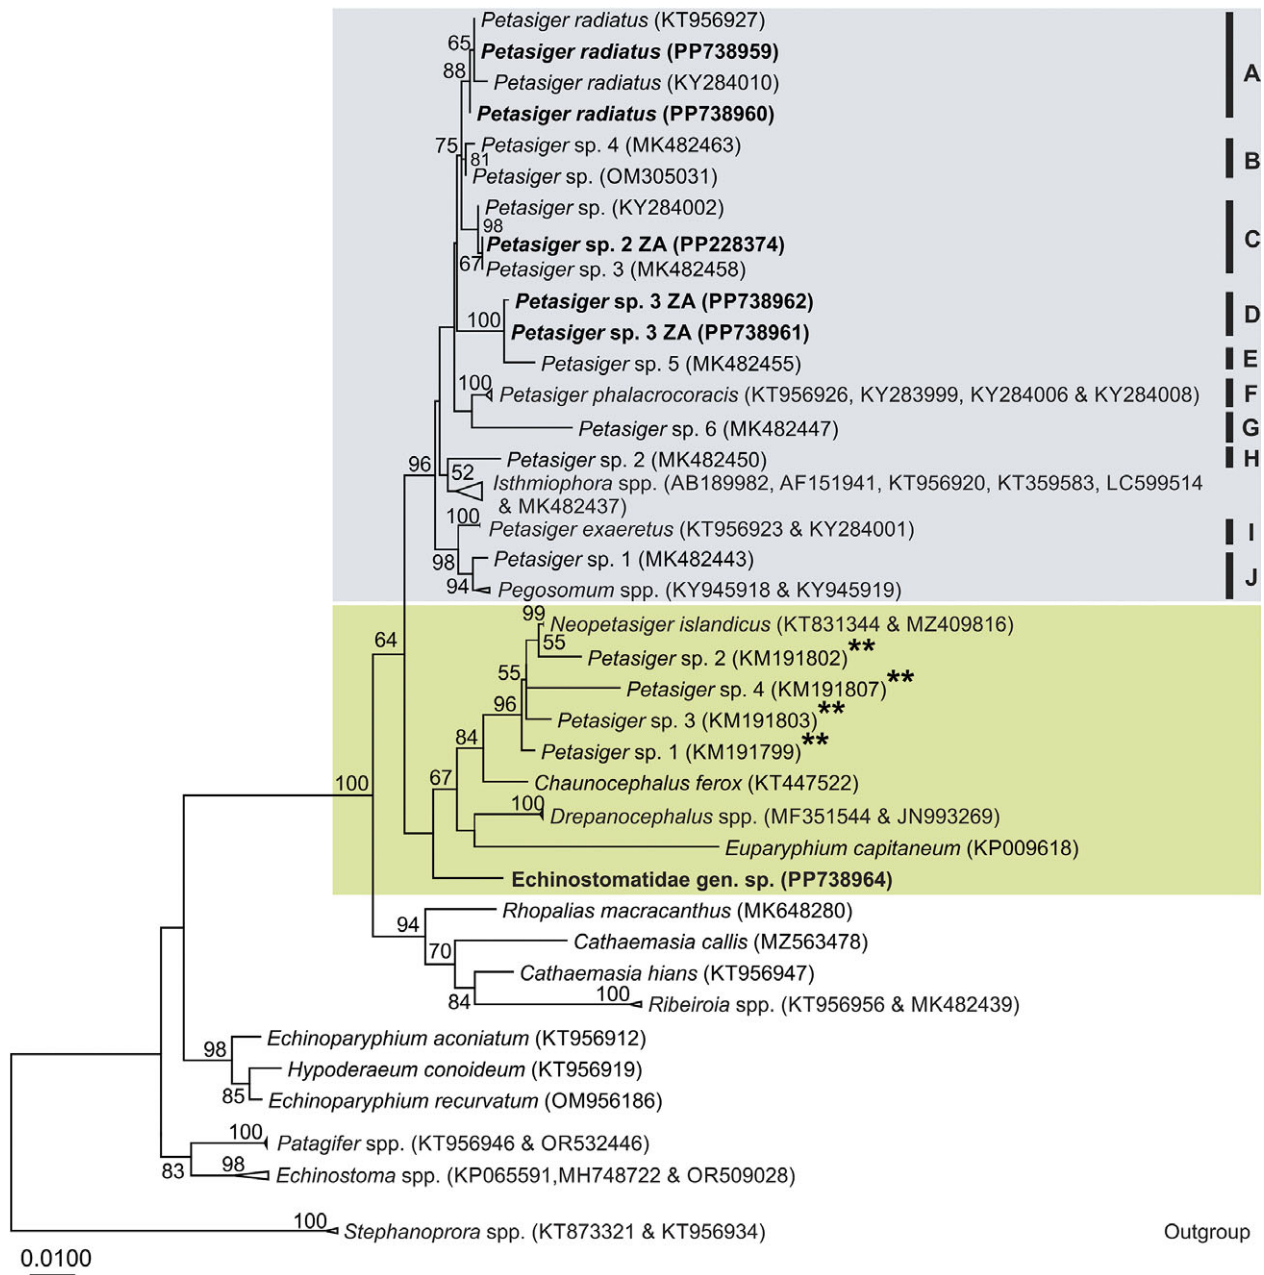 Petasiger radiatus (KT956927)
65
Petasiger radiatus (PP738959)
88
Petasiger radiatus (KY284010)
A
Petasiger radiatus (PP738960)
75
Petasiger sp. 4 (MK482463)
81
B
Petasiger sp. (OM305031)
Petasiger sp. (KY284002)
98
Petasiger sp. 2 ZA (PP228374)
C
67
Petasiger sp. 3 (MK482458)
Petasiger sp. 3 ZA (PP738962)
100
D
Petasiger sp. 3 ZA (PP738961)
Petasiger sp. 5 (MK482455)
E
100
Petasiger phalacrocoracis (KT956926, KY283999, KY284006 & KY284008)
F
Petasiger sp. 6 (MK482447)
G
96
Petasiger sp. 2 (MK482450)
H
52
Isthmiophora spp. (AB189982, AF151941, KT956920, KT359583, LC599514
& MK482437)
100
Petasiger exaeretus (KT956923 & KY284001)
I
98
Petasiger sp. 1 (MK482443)
J
94
Pegosomum spp. (KY945918 & KY945919)
99
Neopetasiger islandicus (KT831344 & MZ409816)
64
55
Petasiger sp. 2 (KM191802)**
55
Petasiger sp. 4 (KM191807)**
96
Petasiger sp. 3 (KM191803)**
84
Petasiger sp. 1 (KM191799)**
100
67
Chaunocephalus ferox (KT447522)
100
Drepanocephalus spp. (MF351544 & JN993269)
Euparyphium capitaneum (KP009618)
Echinostomatidae gen. sp. (PP738964)
94
Rhopalias macracanthus (MK648280)
70
Cathaemasia callis (MZ563478)
Cathaemasia hians (KT956947)
84
100
Ribeiroia spp. (KT956956 & MK482439)
98
Echinoparyphium aconiatum (KT956912)
Hypoderaeum conoideum (KT956919)
85
Echinoparyphium recurvatum (OM956186)
100
Patagifer spp. (KT956946 & OR532446)
83
98
Echinostoma spp. (KP065591,MH748722 & OR509028)
100
Stephanoprora spp. (KT873321 & KT956934)
Outgroup
0.0100